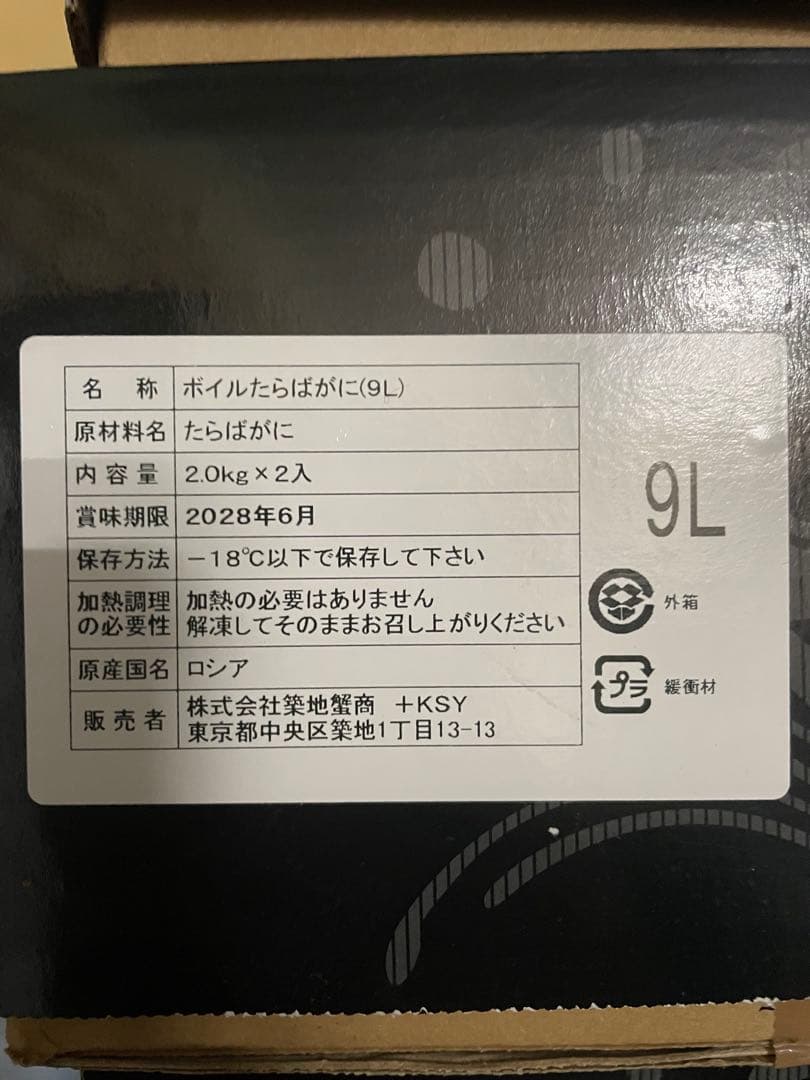 名 称 ボイルたらばがに(9L)
原材料名 たらばがに
内容量 2.0kg×2入
賞味期限 2028年6月
保存方法 －18℃以下で保存して下さい
加熱調理 加熱の必要はありません
の必要性 解凍してそのままお召し上がりください
原産国名 ロシア
販売者 株式会社築地蟹商 +KSY
東京都中央区築地1丁目13-13
9L
外箱
プラ 緩衝材